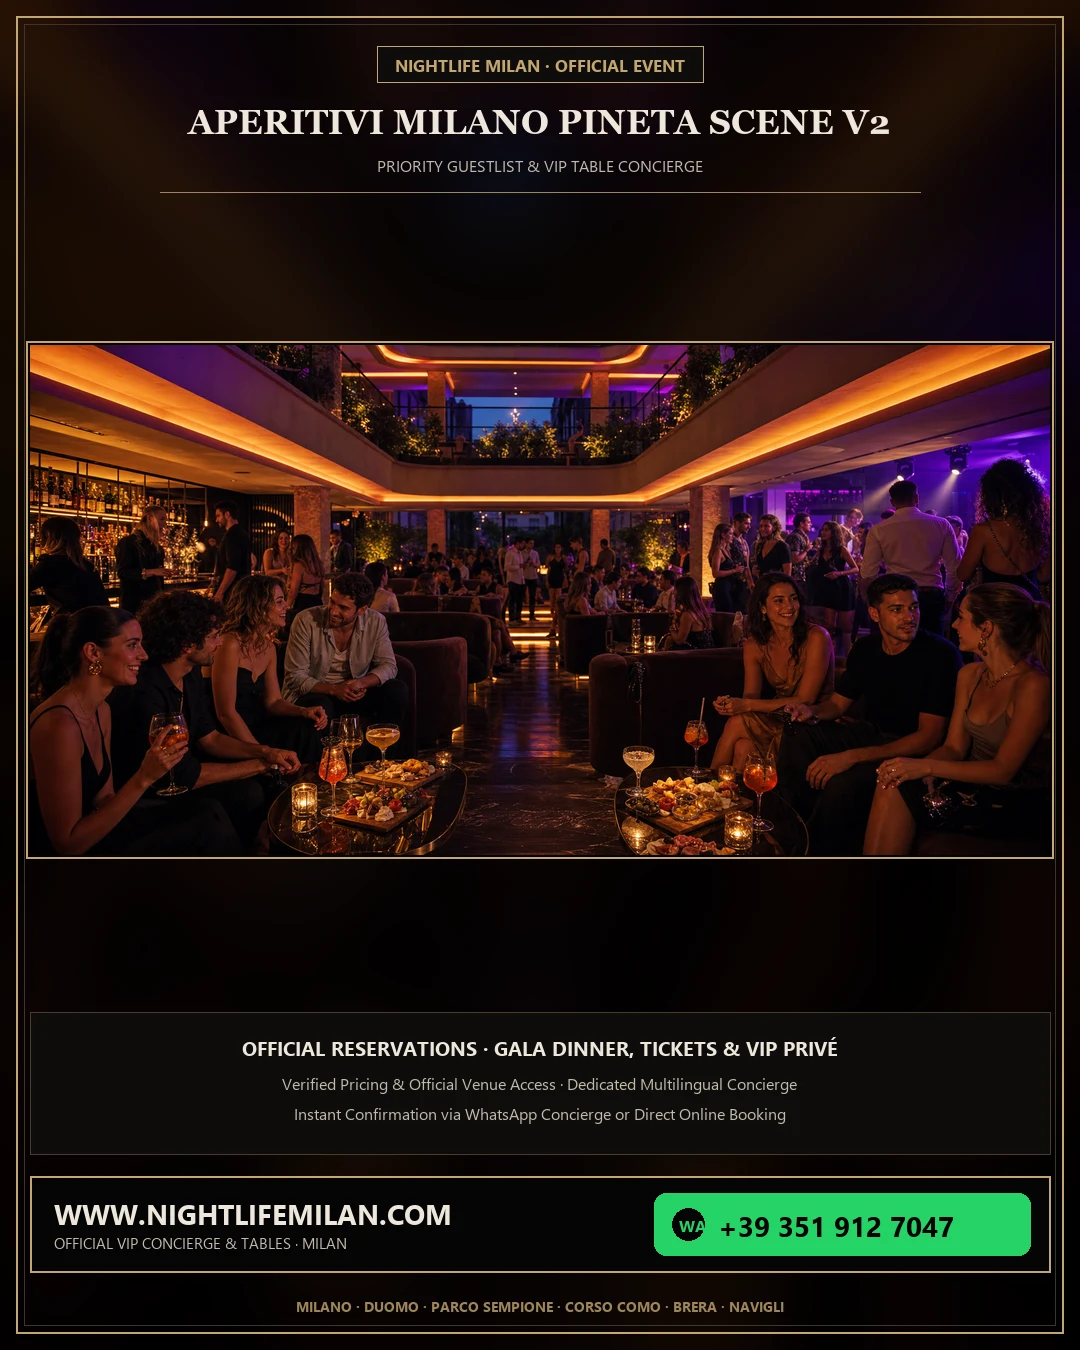 NIGHTLIFE MILAN · OFFICIAL EVENT
APERITIVI MILANO PINETA SCENE V2
PRIORITY GUESTLIST & VIP TABLE CONCIERGE
OFFICIAL RESERVATIONS · GALA DINNER, TICKETS & VIP PRIVÉ
Verified Pricing & Official Venue Access · Dedicated Multilingual Concierge
Instant Confirmation via WhatsApp Concierge or Direct Online Booking
WWW.NIGHTLIFEMILAN.COM
OFFICIAL VIP CONCIERGE & TABLES · MILAN
WA +39 351 912 7047
MILANO · DUOMO · PARCO SEMPIONE · CORSO COMO · BRERA · NAVIGLI